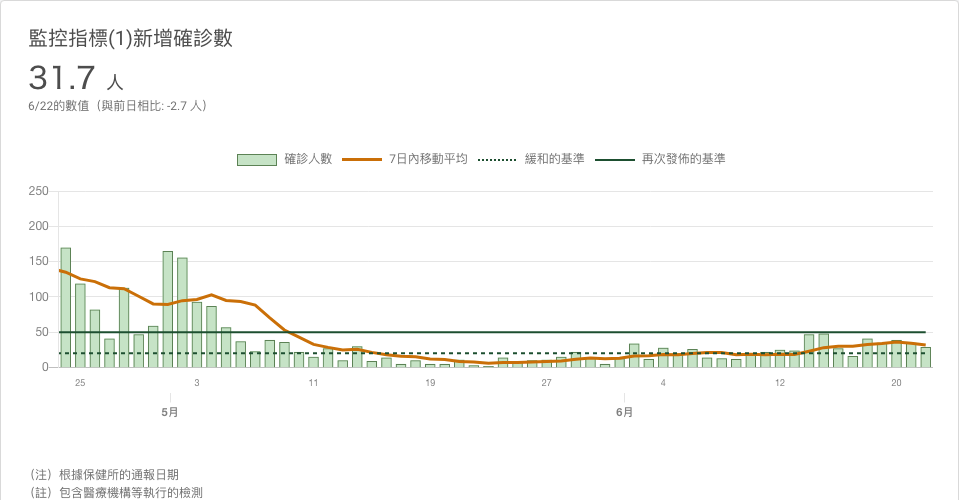 監控指標(1)新增確診數
31.7 人
6/22的數值（與前日相比: -2.7 人）
確診人數 7日內移動平均 緩和的基準 再次發佈的基準
250
200
150
100
50
0
25 3 11 19 27 4 12 20
5月 6月
（注）根據保健所的通報日期
（註）包含醫療機構等執行的檢測